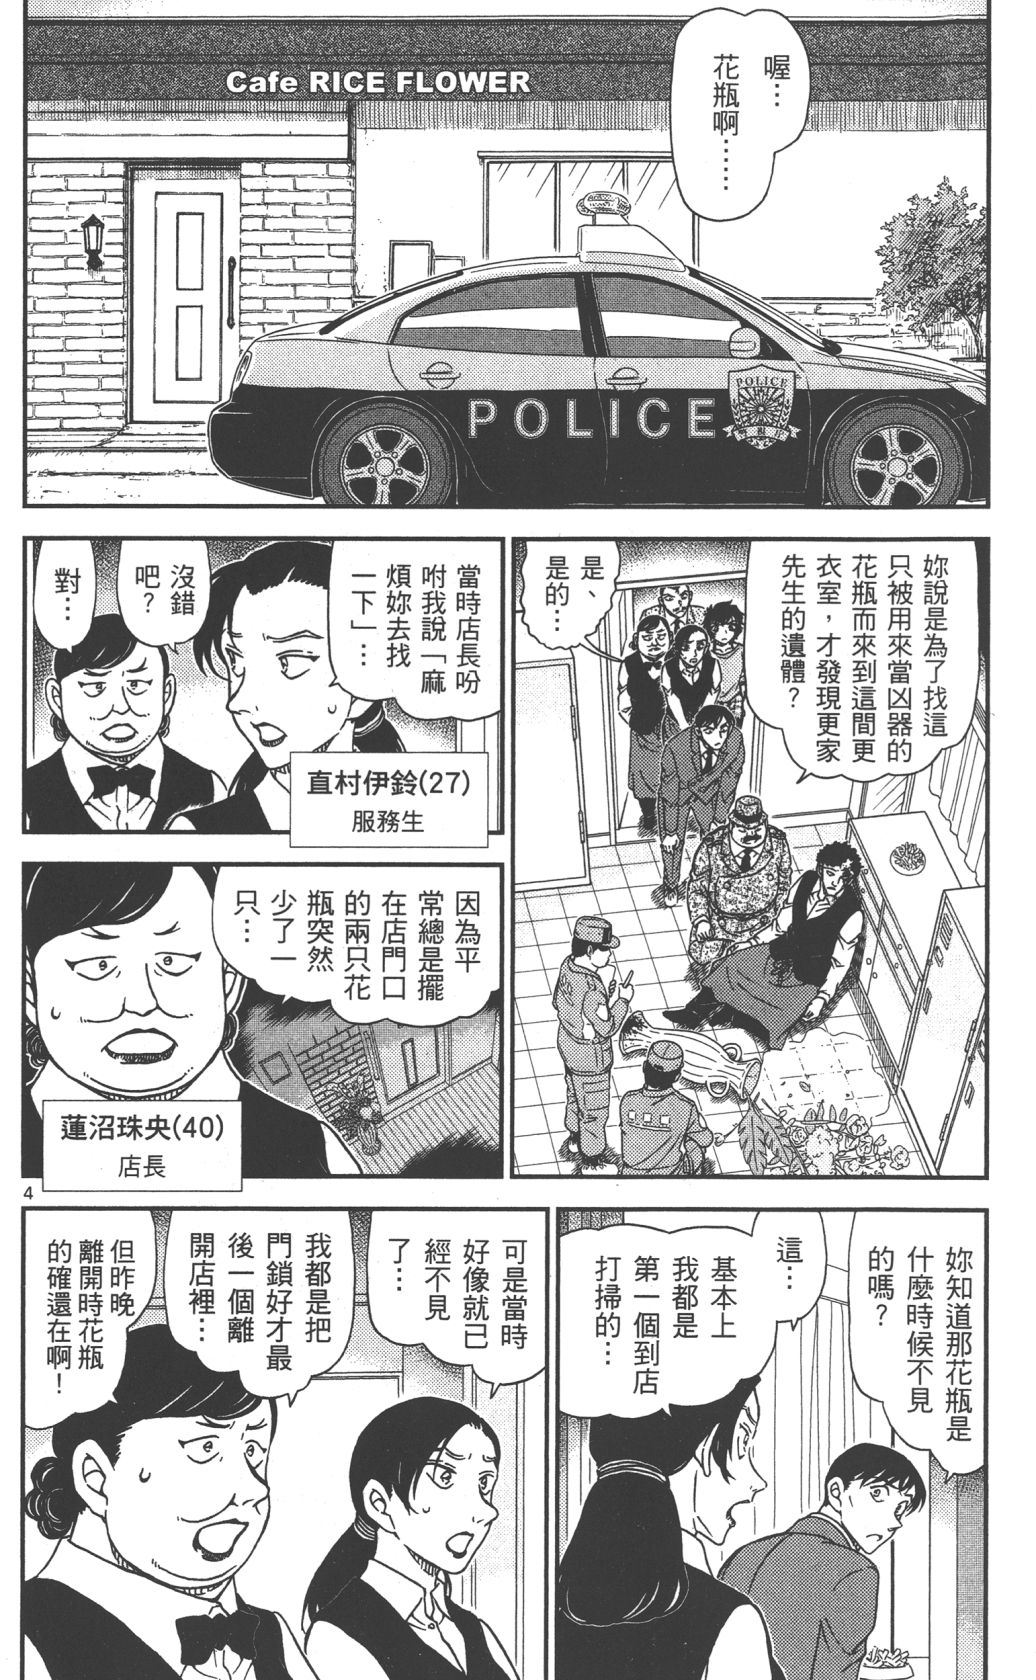 Cafe RICE FLOWER
喔…
花瓶啊……
POLICE
POLICE
妳說是為了找這
只被用來當凶器的
花瓶而來到這間更
衣室，才發現更家
先生的遺體？
是、
是的…
當時店長吩
咐我說「麻
煩妳去找
一下」…
沒錯
吧？
對…
直村伊鈴(27)
服務生
因為平
常總是擺
在店門口
的兩只花
瓶突然
少了一
只…
蓮沼珠央(40)
店長
4
妳知道那花瓶是
什麼時候不見
的嗎？
這…
基本上
我都是
第一個到店
打掃的…
可是當時
好像就已
經不見
了…
我都是把
門鎖好才最
後一個離
開店裡…
但昨晚
離開時花瓶
的確還在啊！